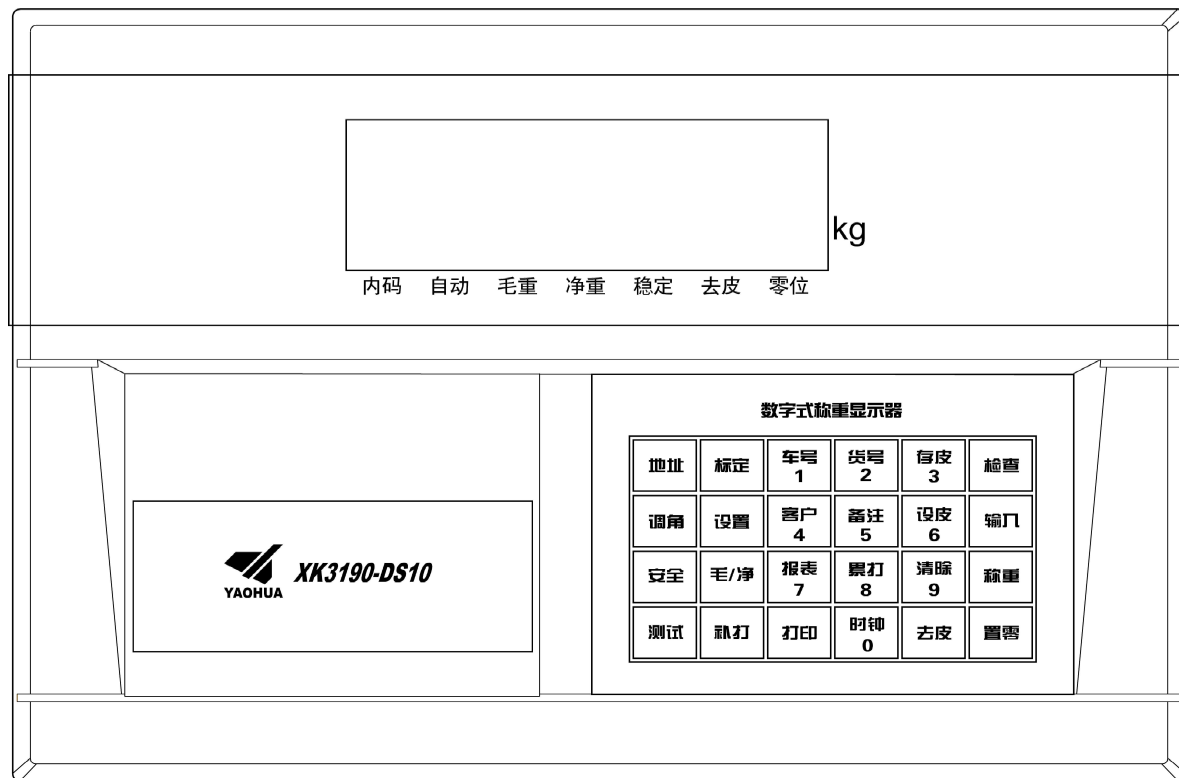 kg
内码 自动 毛重 净重 稳定 去皮 零位
数字式称重显示器
地址 标定 车号 货号 存皮 检查
1 2 3
调角 设置 客户 备注 设皮 输入
4 5 6
安全 毛/净 报表 累打 清除 称重
7 8 9
测试 补打 打印 时钟 去皮 置零
0
XK3190-DS10
YAOHUA